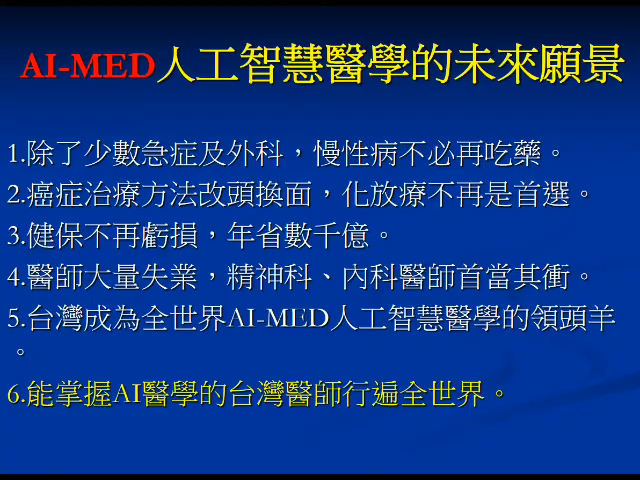 AI-MED人工智慧醫學的未來願景
1.除了少數急症及外科，慢性病不必再吃藥。
2.癌症治療方法改頭換面，化放療不再是首選。
3.健保不再虧損，年省數千億。
4.醫師大量失業，精神科、內科醫師首當其衝。
5.台灣成為全世界AI-MED人工智慧醫學的領頭羊
。
6.能掌握AI醫學的台灣醫師行遍全世界。